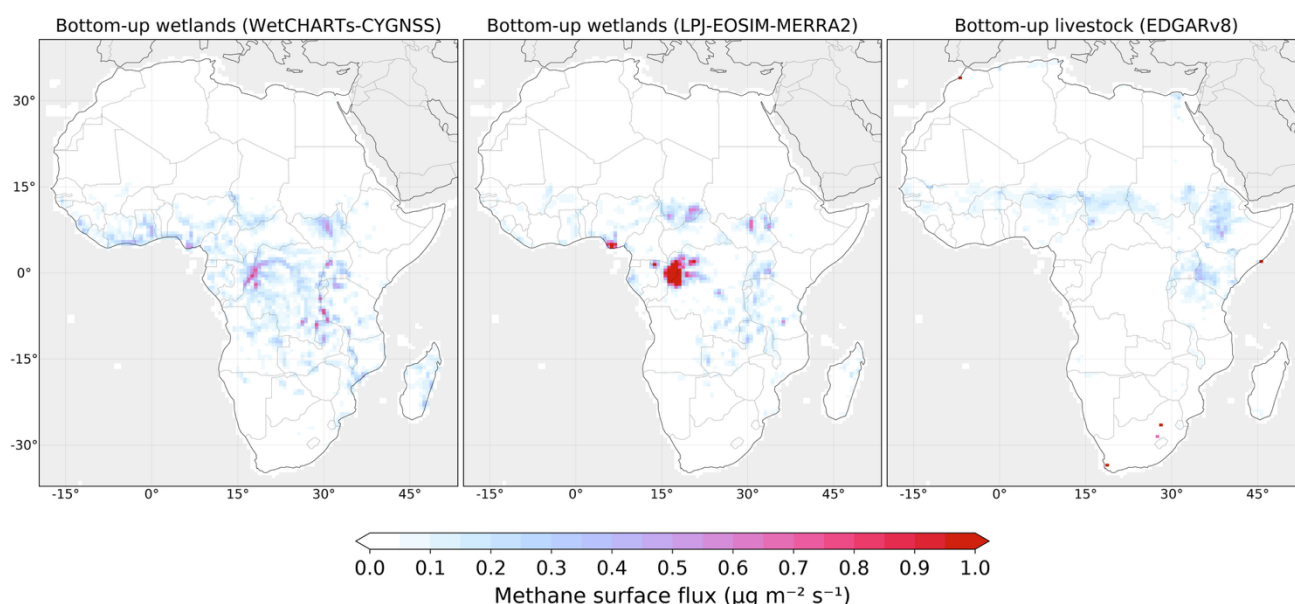 Bottom-up wetlands (WetCHARTs-CYGNSS)
Bottom-up wetlands (LPJ-EOSIM-MERRA2)
Bottom-up livestock (EDGARv8)
30°
15°
0°
-15°
-30°
-15° 0° 15° 30° 45°
-15° 0° 15° 30° 45°
-15° 0° 15° 30° 45°
0.0 0.1 0.2 0.3 0.4 0.5 0.6 0.7 0.8 0.9 1.0
Methane surface flux (µg m⁻² s⁻¹)